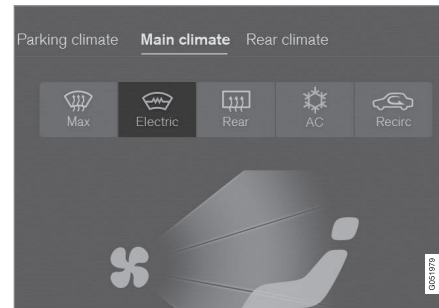 Parking climate Main climate Rear climate
Max Electric Rear AC Recirc
G051979